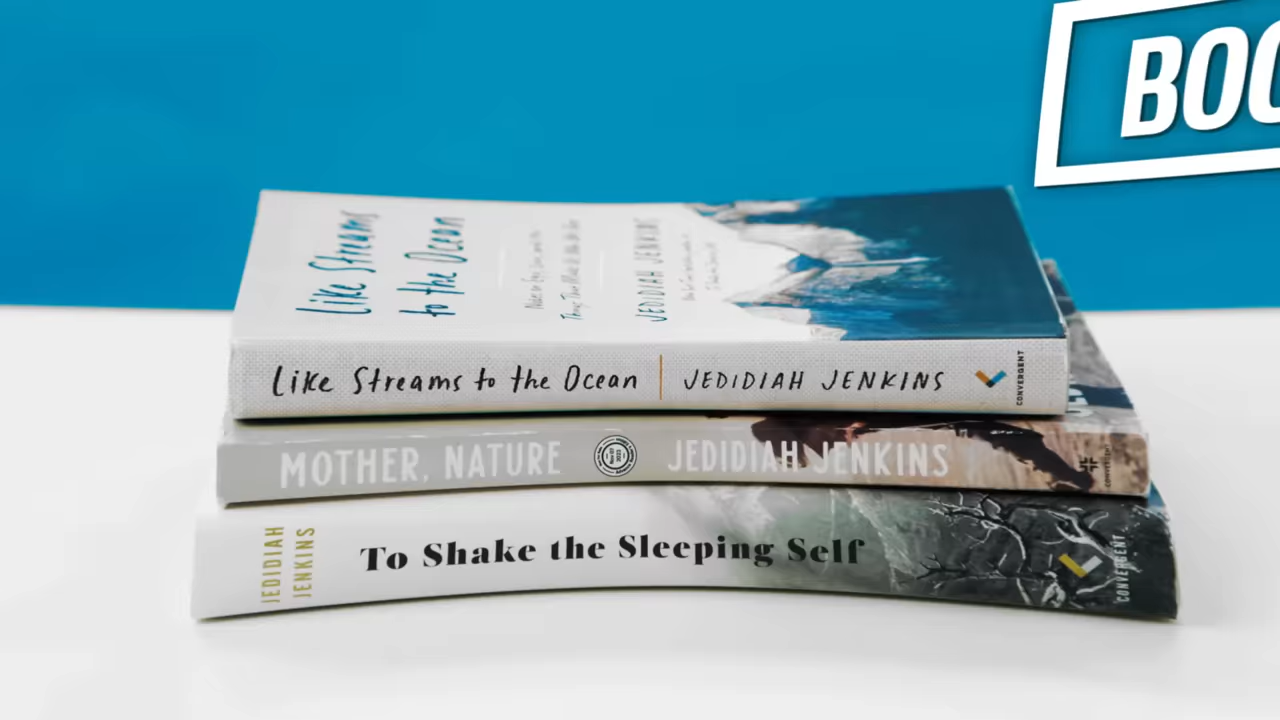 BOO
Like Streams
to the Ocean
JEDIDIAH JENKINS
Like Streams to the Ocean
JEDIDIAH JENKINS
CONVERGENT
MOTHER, NATURE
JEDIDIAH JENKINS
CONVERGENT
JEDIDIAH
JENKINS
To Shake the Sleeping Self
CONVERGENT